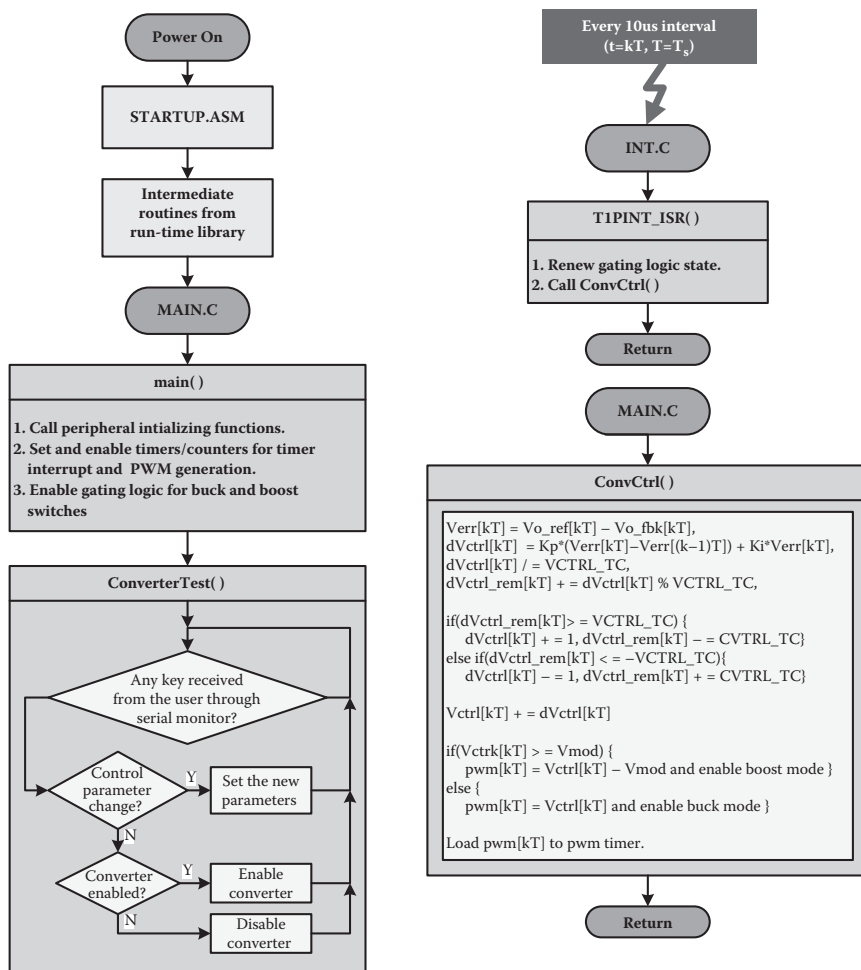 Power On
STARTUP.ASM
Intermediate
routines from
run-time library
MAIN.C
main( )
1. Call peripheral intializing functions.
2. Set and enable timers/counters for timer
interrupt and PWM generation.
3. Enable gating logic for buck and boost
switches
ConverterTest( )
Any key received
from the user through
serial monitor?
Control
parameter
change?
Y
Set the new
parameters
N
Converter
enabled?
Y
Enable
converter
N
Disable
converter
Every 10us interval
(t=kT, T=Ts)
INT.C
T1PINT_ISR( )
1. Renew gating logic state.
2. Call ConvCtrl( )
Return
MAIN.C
ConvCtrl( )
Verr[kT] = Vo_ref[kT] – Vo_fbk[kT],
dVctrl[kT] = Kp*(Verr[kT]–Verr[(k–1)T]) + Ki*Verr[kT],
dVctrl[kT] / = VCTRL_TC,
dVctrl_rem[kT] + = dVctrl[kT] % VCTRL_TC,
if(dVctrl_rem[kT]> = VCTRL_TC) {
dVctrl[kT] + = 1, dVctrl_rem[kT] – = CVTRL_TC}
else if(dVctrl_rem[kT] < = –VCTRL_TC){
dVctrl[kT] – = 1, dVctrl_rem[kT] + = CVTRL_TC}
Vctrl[kT] + = dVctrl[kT]
if(Vctrk[kT] > = Vmod) {
pwm[kT] = Vctrl[kT] – Vmod and enable boost mode }
else {
pwm[kT] = Vctrl[kT] and enable buck mode }
Load pwm[kT] to pwm timer.
Return